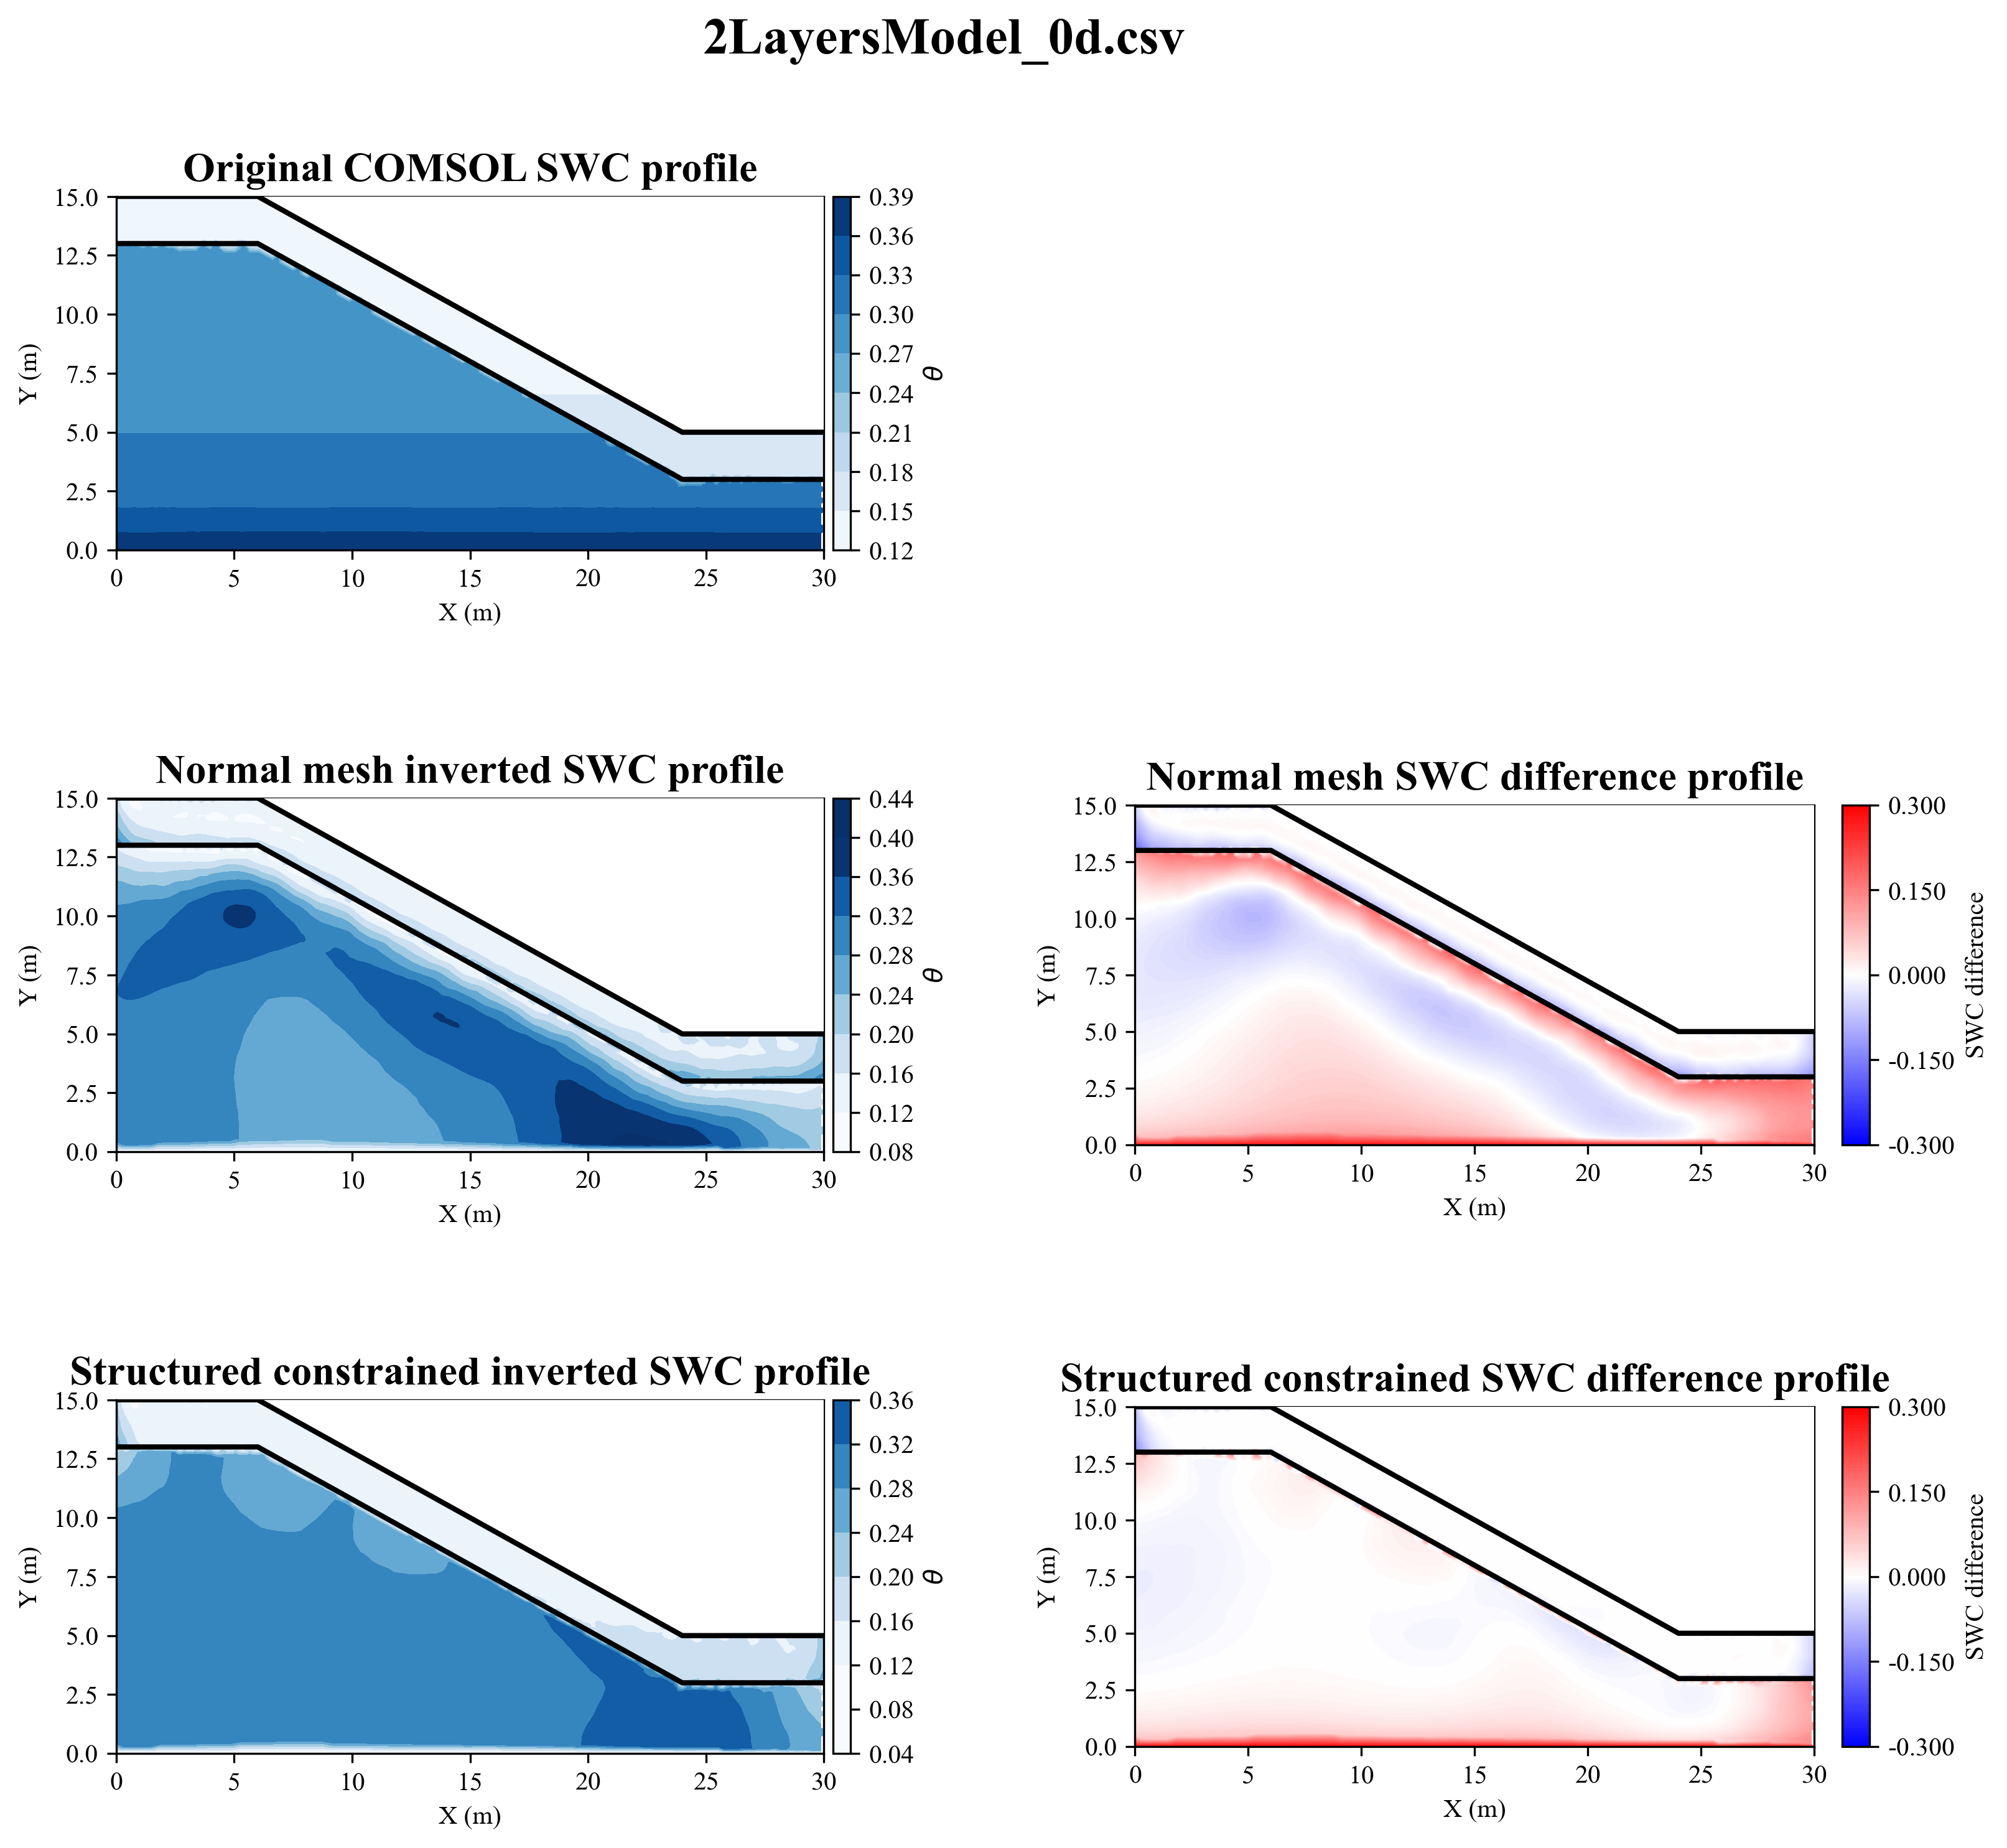 2LayersModel_0d.csv
Original COMSOL SWC profile
15.0
12.5
10.0
7.5
5.0
2.5
0.0
Y (m)
0 5 10 15 20 25 30
X (m)
0.39
0.36
0.33
0.30
0.27
0.24
0.21
0.18
0.15
0.12
θ
Normal mesh inverted SWC profile
15.0
12.5
10.0
7.5
5.0
2.5
0.0
Y (m)
0 5 10 15 20 25 30
X (m)
0.44
0.40
0.36
0.32
0.28
0.24
0.20
0.16
0.12
0.08
θ
Normal mesh SWC difference profile
15.0
12.5
10.0
7.5
5.0
2.5
0.0
Y (m)
0 5 10 15 20 25 30
X (m)
0.300
0.150
0.000
-0.150
-0.300
SWC difference
Structured constrained inverted SWC profile
15.0
12.5
10.0
7.5
5.0
2.5
0.0
Y (m)
0 5 10 15 20 25 30
X (m)
0.36
0.32
0.28
0.24
0.20
0.16
0.12
0.08
0.04
θ
Structured constrained SWC difference profile
15.0
12.5
10.0
7.5
5.0
2.5
0.0
Y (m)
0 5 10 15 20 25 30
X (m)
0.300
0.150
0.000
-0.150
-0.300
SWC difference